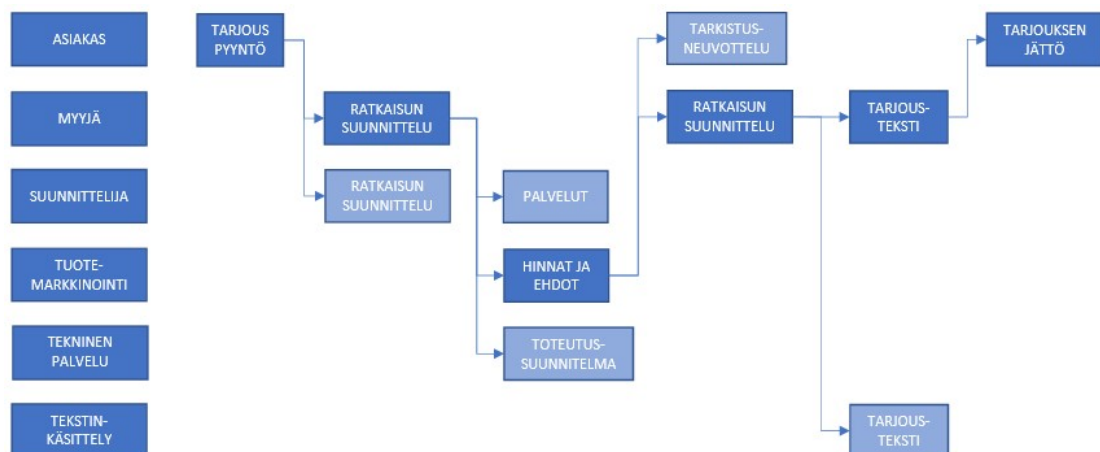 ASIAKAS
TARJOUS
PYYNTÖ
TARKISTUS-
NEUVOTTELU
TARJOUKSEN
JÄTTÖ
MYYJÄ
RATKAISUN
SUUNNITTELU
RATKAISUN
SUUNNITTELU
TARJOUS-
TEKSTI
SUUNNITTELIJA
RATKAISUN
SUUNNITTELU
PALVELUT
TUOTE-
MARKKINOINTI
HINNAT JA
EHDOT
TEKNINEN
PALVELU
TOTEUTUS-
SUUNNITELMA
TEKSTIN-
KÄSITTELY
TARJOUS-
TEKSTI